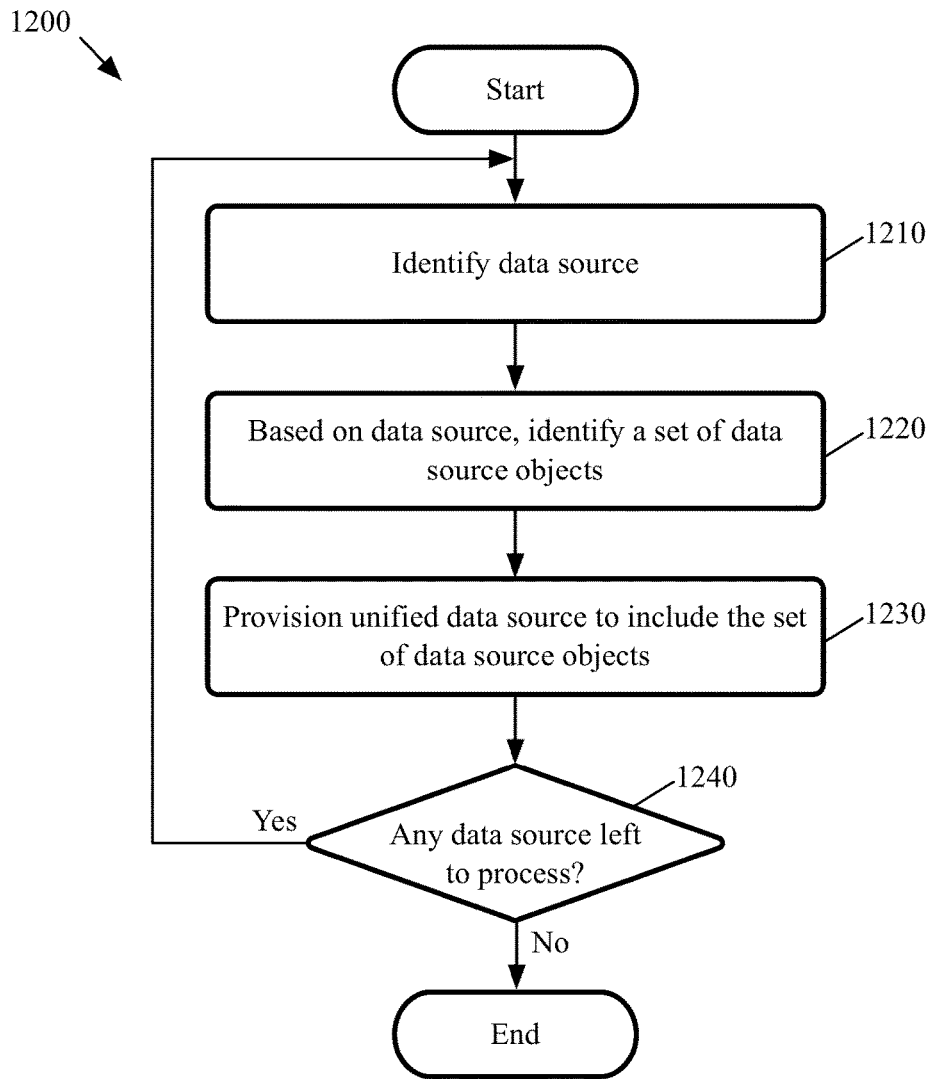 1200
Start
Identify data source
1210
Based on data source, identify a set of data
source objects
1220
Provision unified data source to include the set
of data source objects
1230
1240
Yes
Any data source left
to process?
No
End